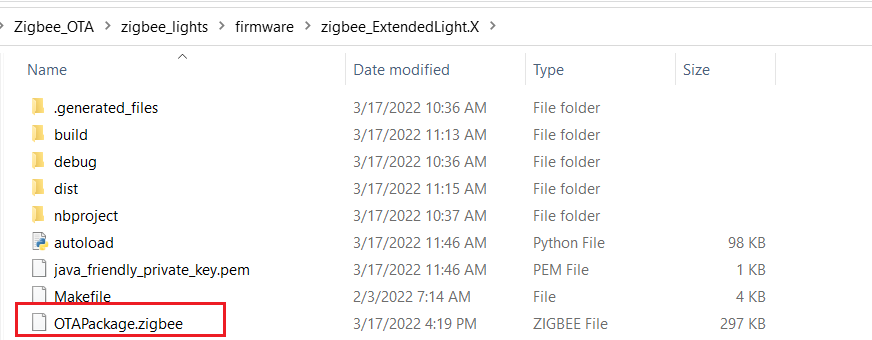 Zigbee_OTA > zigbee_lights > firmware > zigbee_ExtendedLight.X >
Name Date modified Type Size
.generated_files 3/17/2022 10:36 AM File folder
build 3/17/2022 11:13 AM File folder
debug 3/17/2022 10:36 AM File folder
dist 3/17/2022 11:15 AM File folder
nbproject 3/17/2022 10:37 AM File folder
autoload 3/17/2022 11:46 AM Python File 98 KB
java_friendly_private_key.pem 3/17/2022 11:46 AM PEM File 1 KB
Makefile 2/3/2022 7:14 AM File 4 KB
OTAPackage.zigbee 3/17/2022 4:19 PM ZIGBEE File 297 KB